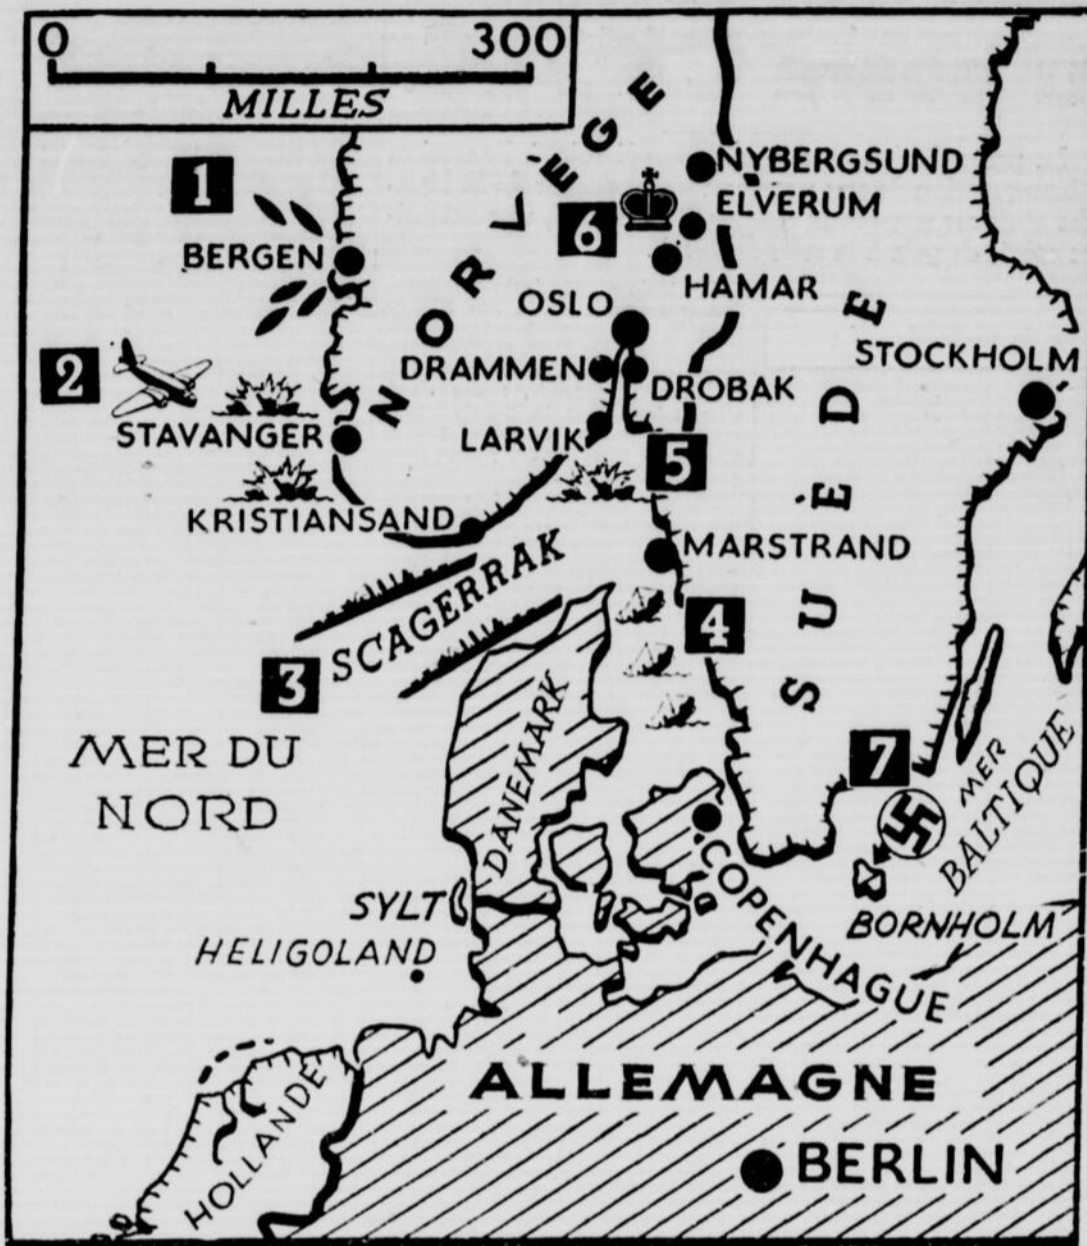 0 300
MILLES
NORVÈGE
1
NYBERGSUND
ELVERUM
6
BERGEN
HAMAR
OSLO
2
DRAMMEN
DROBAK
STOCKHOLM
STAVANGER
LARVIK
5
SUÈDE
KRISTIANSAND
MARSTRAND
SCAGERRAK
4
3
MER DU
NORD
DANEMARK
7
MER
BALTIQUE
COPENHAGUE
SYLT
BORNHOLM
HELIGOLAND
ALLEMAGNE
HOLLANDE
BERLIN